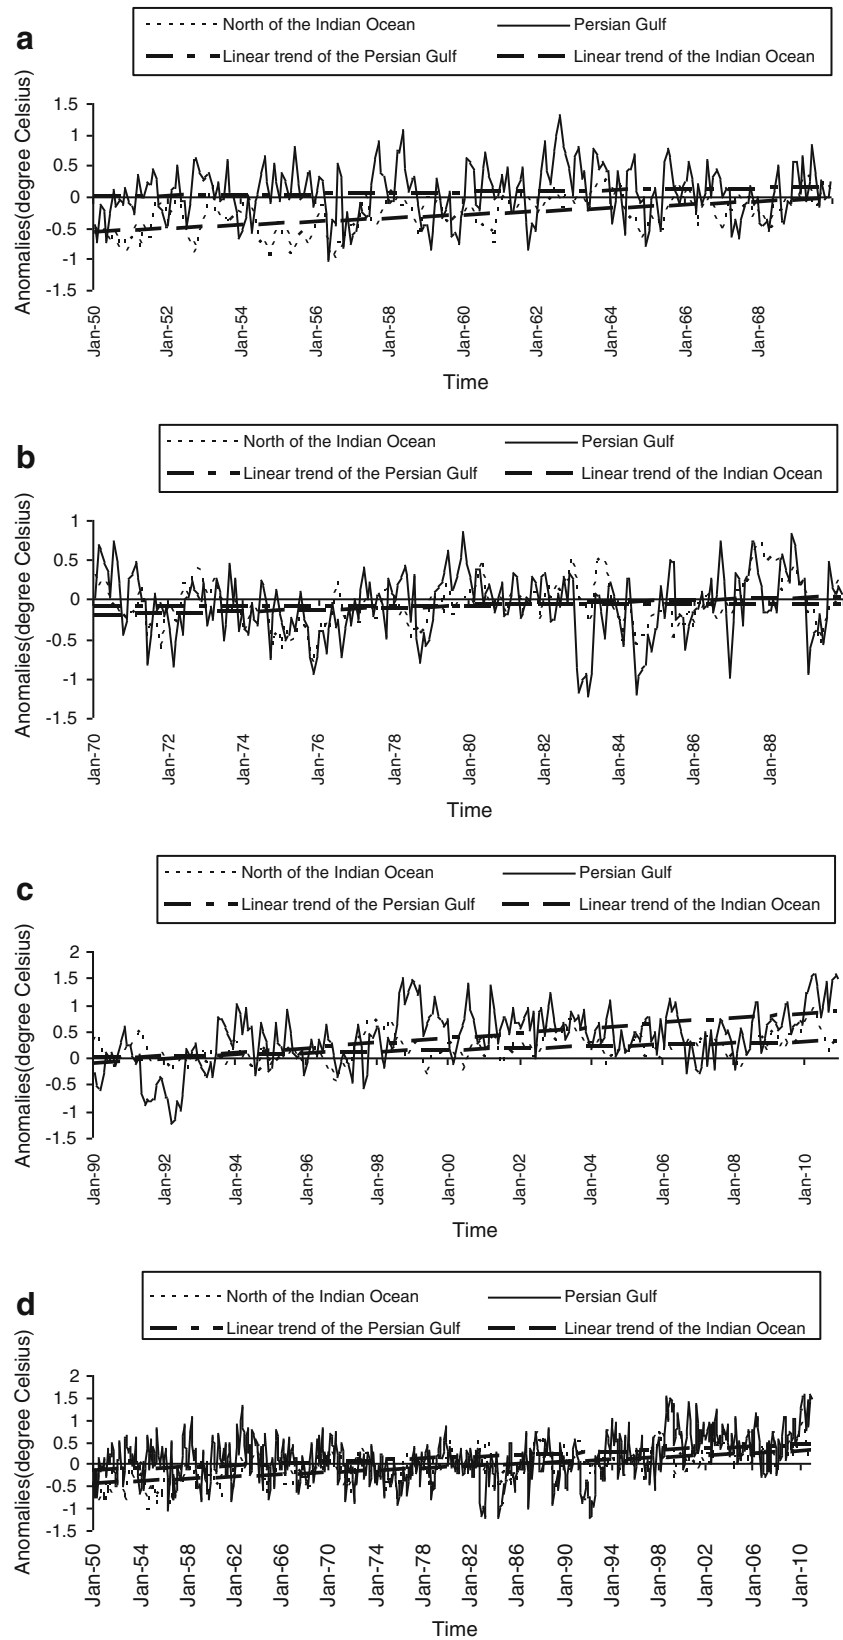 a
North of the Indian Ocean Persian Gulf
Linear trend of the Persian Gulf Linear trend of the Indian Ocean
Anomalies(degree Celsius)
1.5
1
0.5
0
-0.5
-1
-1.5
Jan-50 Jan-52 Jan-54 Jan-56 Jan-58 Jan-60 Jan-62 Jan-64 Jan-66 Jan-68
Time
b
North of the Indian Ocean Persian Gulf
Linear trend of the Persian Gulf Linear trend of the Indian Ocean
Anomalies(degree Celsius)
1
0.5
0
-0.5
-1
-1.5
Jan-70 Jan-72 Jan-74 Jan-76 Jan-78 Jan-80 Jan-82 Jan-84 Jan-86 Jan-88
Time
c
North of the Indian Ocean Persian Gulf
Linear trend of the Persian Gulf Linear trend of the Indian Ocean
Anomalies(degree Celsius)
2
1.5
1
0.5
0
-0.5
-1
-1.5
Jan-90 Jan-92 Jan-94 Jan-96 Jan-98 Jan-00 Jan-02 Jan-04 Jan-06 Jan-08 Jan-10
Time
d
North of the Indian Ocean Persian Gulf
Linear trend of the Persian Gulf Linear trend of the Indian Ocean
Anomalies(degree Celsius)
2
1.5
1
0.5
0
-0.5
-1
-1.5
Jan-50 Jan-54 Jan-58 Jan-62 Jan-66 Jan-70 Jan-74 Jan-78 Jan-82 Jan-86 Jan-90 Jan-94 Jan-98 Jan-02 Jan-06 Jan-10
Time